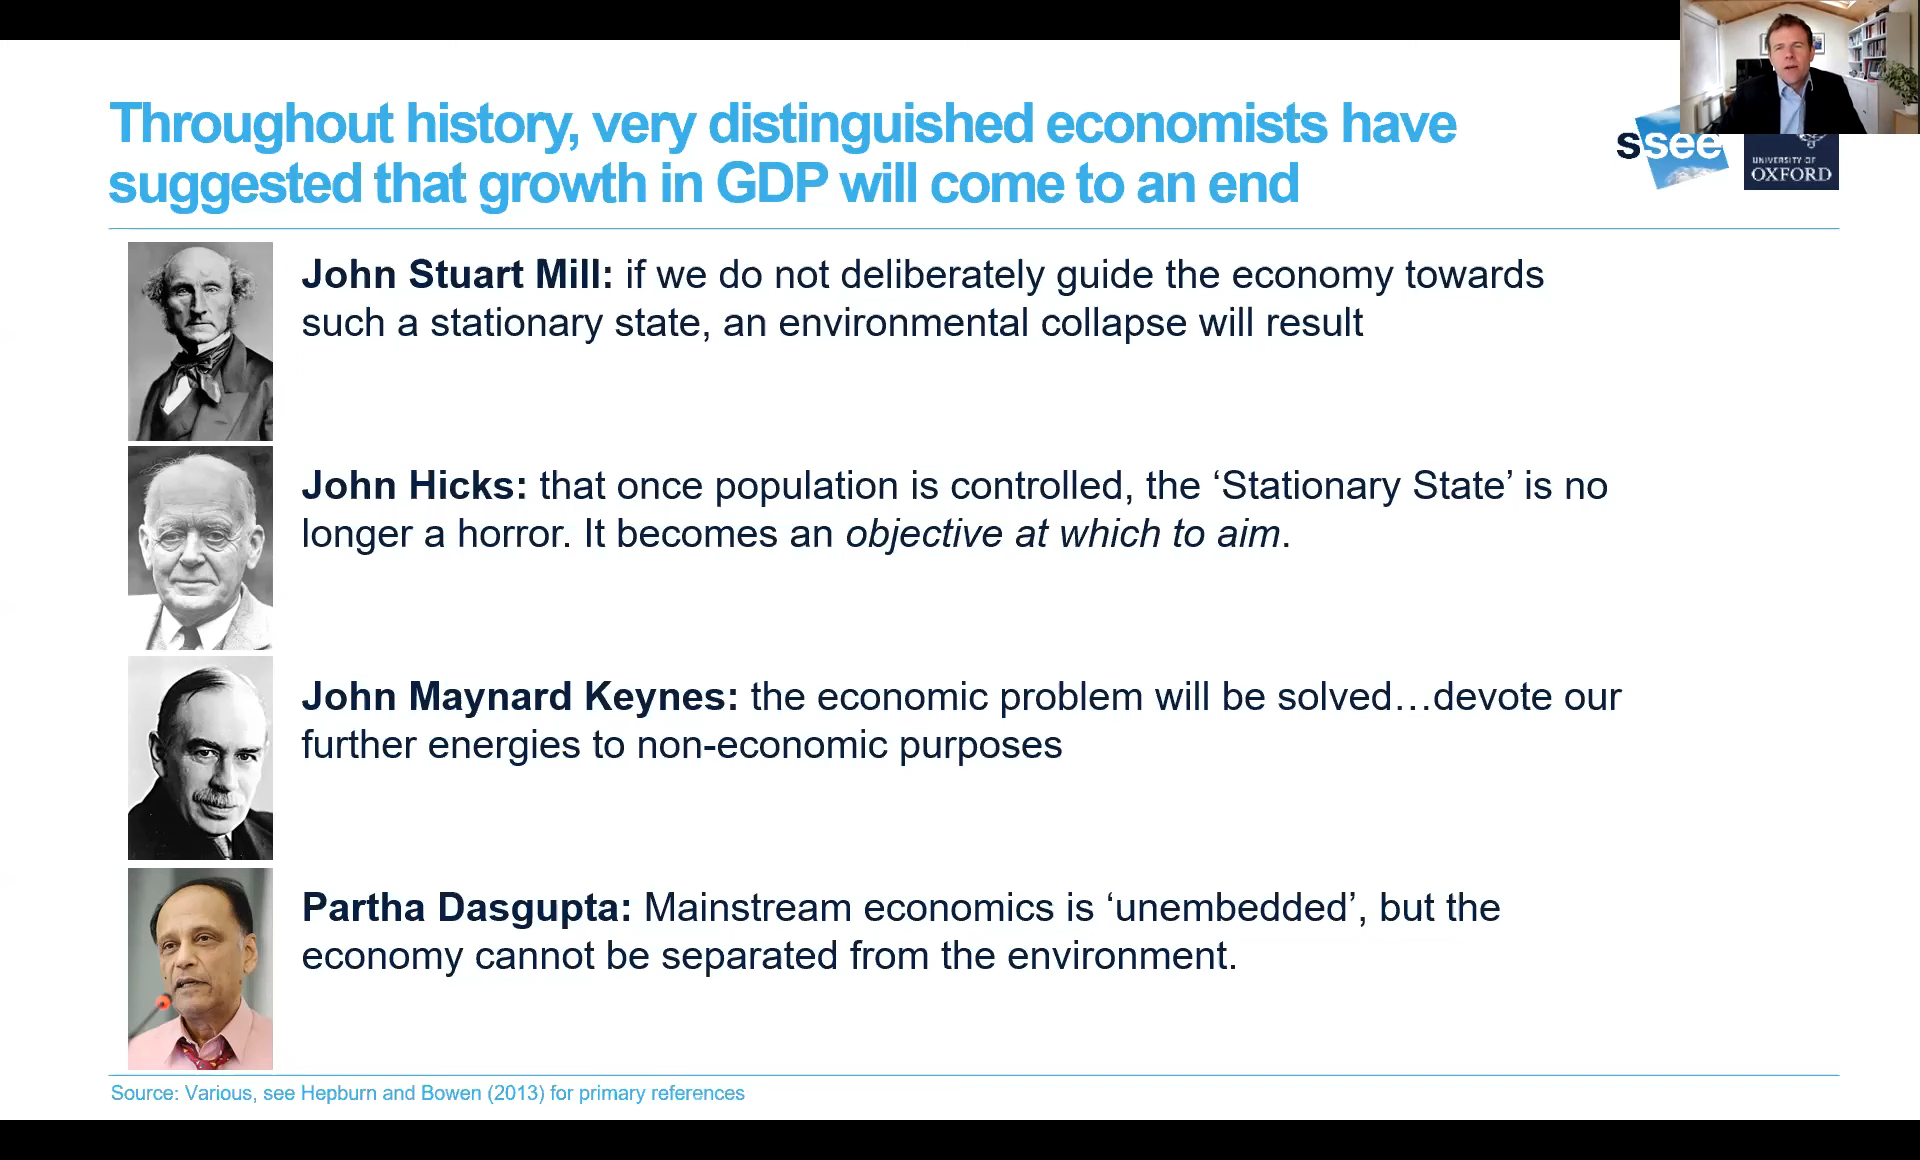 Throughout history, very distinguished economists have
suggested that growth in GDP will come to an end
ssee
UNIVERSITY OF
OXFORD
John Stuart Mill: if we do not deliberately guide the economy towards
such a stationary state, an environmental collapse will result
John Hicks: that once population is controlled, the ‘Stationary State’ is no
longer a horror. It becomes an objective at which to aim.
John Maynard Keynes: the economic problem will be solved…devote our
further energies to non-economic purposes
Partha Dasgupta: Mainstream economics is ‘unembedded’, but the
economy cannot be separated from the environment.
Source: Various, see Hepburn and Bowen (2013) for primary references